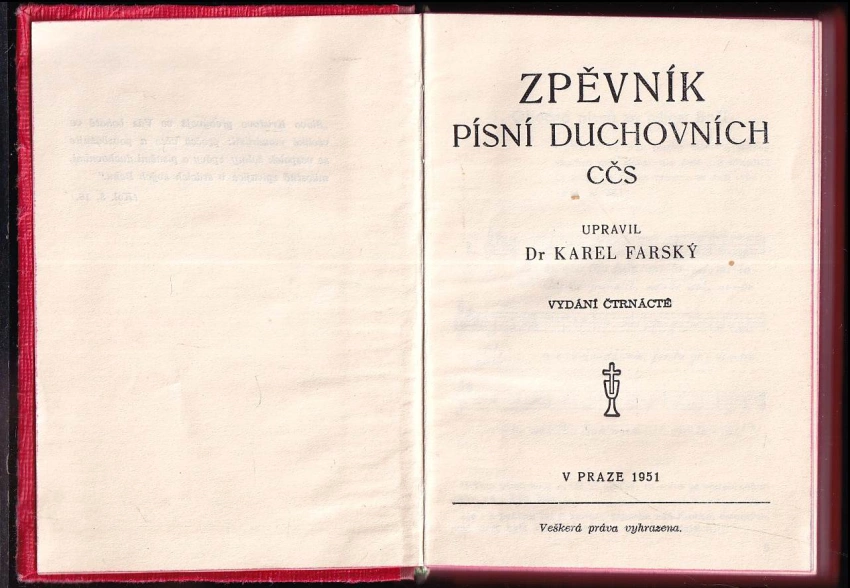 ZPĚVNÍK
PÍSNÍ DUCHOVNÍCH
CČS
UPRAVIL
Dr KAREL FARSKÝ
VYDÁNÍ ČTRNÁCTÉ
V PRAZE 1951
Veškerá práva vyhrazena.